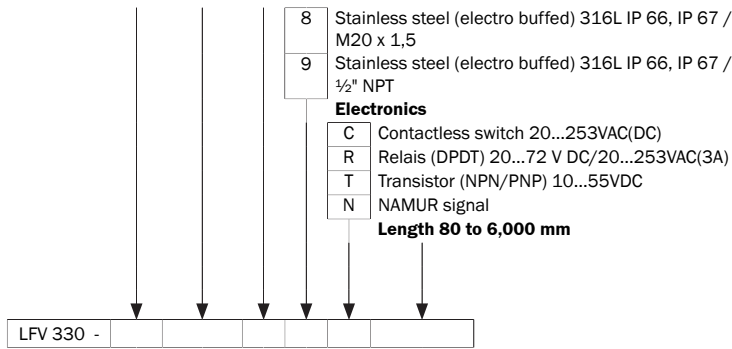 8 Stainless steel (electro buffed) 316L IP 66, IP 67 /
M20 x 1,5
9 Stainless steel (electro buffed) 316L IP 66, IP 67 /
½" NPT
Electronics
C Contactless switch 20...253VAC(DC)
R Relais (DPDT) 20...72 V DC/20...253VAC(3A)
T Transistor (NPN/PNP) 10...55VDC
N NAMUR signal
Length 80 to 6,000 mm
LFV 330 -